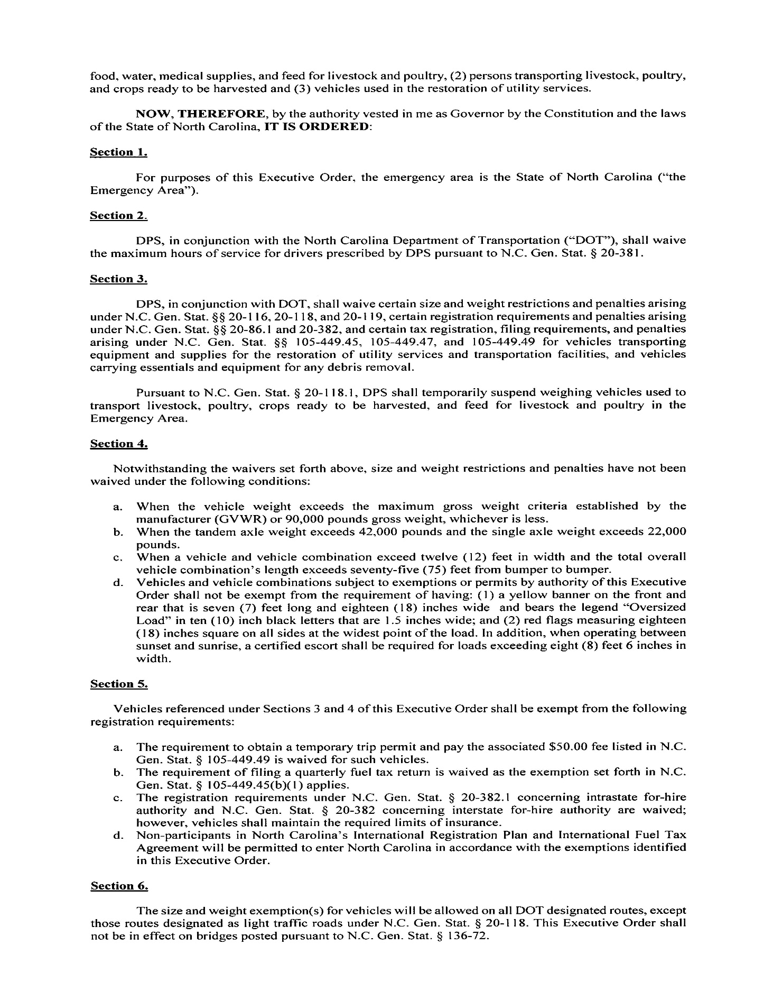 food, water, medical supplies, and feed for livestock and poultry, (2) persons transporting livestock, poultry,
and crops ready to be harvested and (3) vehicles used in the restoration of utility services.
NOW, THEREFORE, by the authority vested in me as Governor by the Constitution and the laws
of the State of North Carolina, IT IS ORDERED:
Section 1.
For purposes of this Executive Order, the emergency area is the State of North Carolina (“the
Emergency Area”).
Section 2.
DPS, in conjunction with the North Carolina Department of Transportation (“DOT”), shall waive
the maximum hours of service for drivers prescribed by DPS pursuant to N.C. Gen. Stat. § 20-381.
Section 3.
DPS, in conjunction with DOT, shall waive certain size and weight restrictions and penalties arising
under N.C. Gen. Stat. §§ 20-116, 20-118, and 20-119, certain registration requirements and penalties arising
under N.C. Gen. Stat. §§ 20-86.1 and 20-382, and certain tax registration, filing requirements, and penalties
arising under N.C. Gen. Stat. §§ 105-449.45, 105-449.47, and 105-449.49 for vehicles transporting
equipment and supplies for the restoration of utility services and transportation facilities, and vehicles
carrying essentials and equipment for any debris removal.
Pursuant to N.C. Gen. Stat. § 20-118.1, DPS shall temporarily suspend weighing vehicles used to
transport livestock, poultry, crops ready to be harvested, and feed for livestock and poultry in the
Emergency Area.
Section 4.
Notwithstanding the waivers set forth above, size and weight restrictions and penalties have not been
waived under the following conditions:
a. When the vehicle weight exceeds the maximum gross weight criteria established by the
manufacturer (GVWR) or 90,000 pounds gross weight, whichever is less.
b. When the tandem axle weight exceeds 42,000 pounds and the single axle weight exceeds 22,000
pounds.
c. When a vehicle and vehicle combination exceed twelve (12) feet in width and the total overall
vehicle combination’s length exceeds seventy-five (75) feet from bumper to bumper.
d. Vehicles and vehicle combinations subject to exemptions or permits by authority of this Executive
Order shall not be exempt from the requirement of having: (1) a yellow banner on the front and
rear that is seven (7) feet long and eighteen (18) inches wide and bears the legend “Oversized
Load” in ten (10) inch black letters that are 1.5 inches wide; and (2) red flags measuring eighteen
(18) inches square on all sides at the widest point of the load. In addition, when operating between
sunset and sunrise, a certified escort shall be required for loads exceeding eight (8) feet 6 inches in
width.
Section 5.
Vehicles referenced under Sections 3 and 4 of this Executive Order shall be exempt from the following
registration requirements:
a. The requirement to obtain a temporary trip permit and pay the associated $50.00 fee listed in N.C.
Gen. Stat. § 105-449.49 is waived for such vehicles.
b. The requirement of filing a quarterly fuel tax return is waived as the exemption set forth in N.C.
Gen. Stat. § 105-449.45(b)(1) applies.
c. The registration requirements under N.C. Gen. Stat. § 20-382.1 concerning intrastate for-hire
authority and N.C. Gen. Stat. § 20-382 concerning interstate for-hire authority are waived;
however, vehicles shall maintain the required limits of insurance.
d. Non-participants in North Carolina’s International Registration Plan and International Fuel Tax
Agreement will be permitted to enter North Carolina in accordance with the exemptions identified
in this Executive Order.
Section 6.
The size and weight exemption(s) for vehicles will be allowed on all DOT designated routes, except
those routes designated as light traffic roads under N.C. Gen. Stat. § 20-118. This Executive Order shall
not be in effect on bridges posted pursuant to N.C. Gen. Stat. § 136-72.